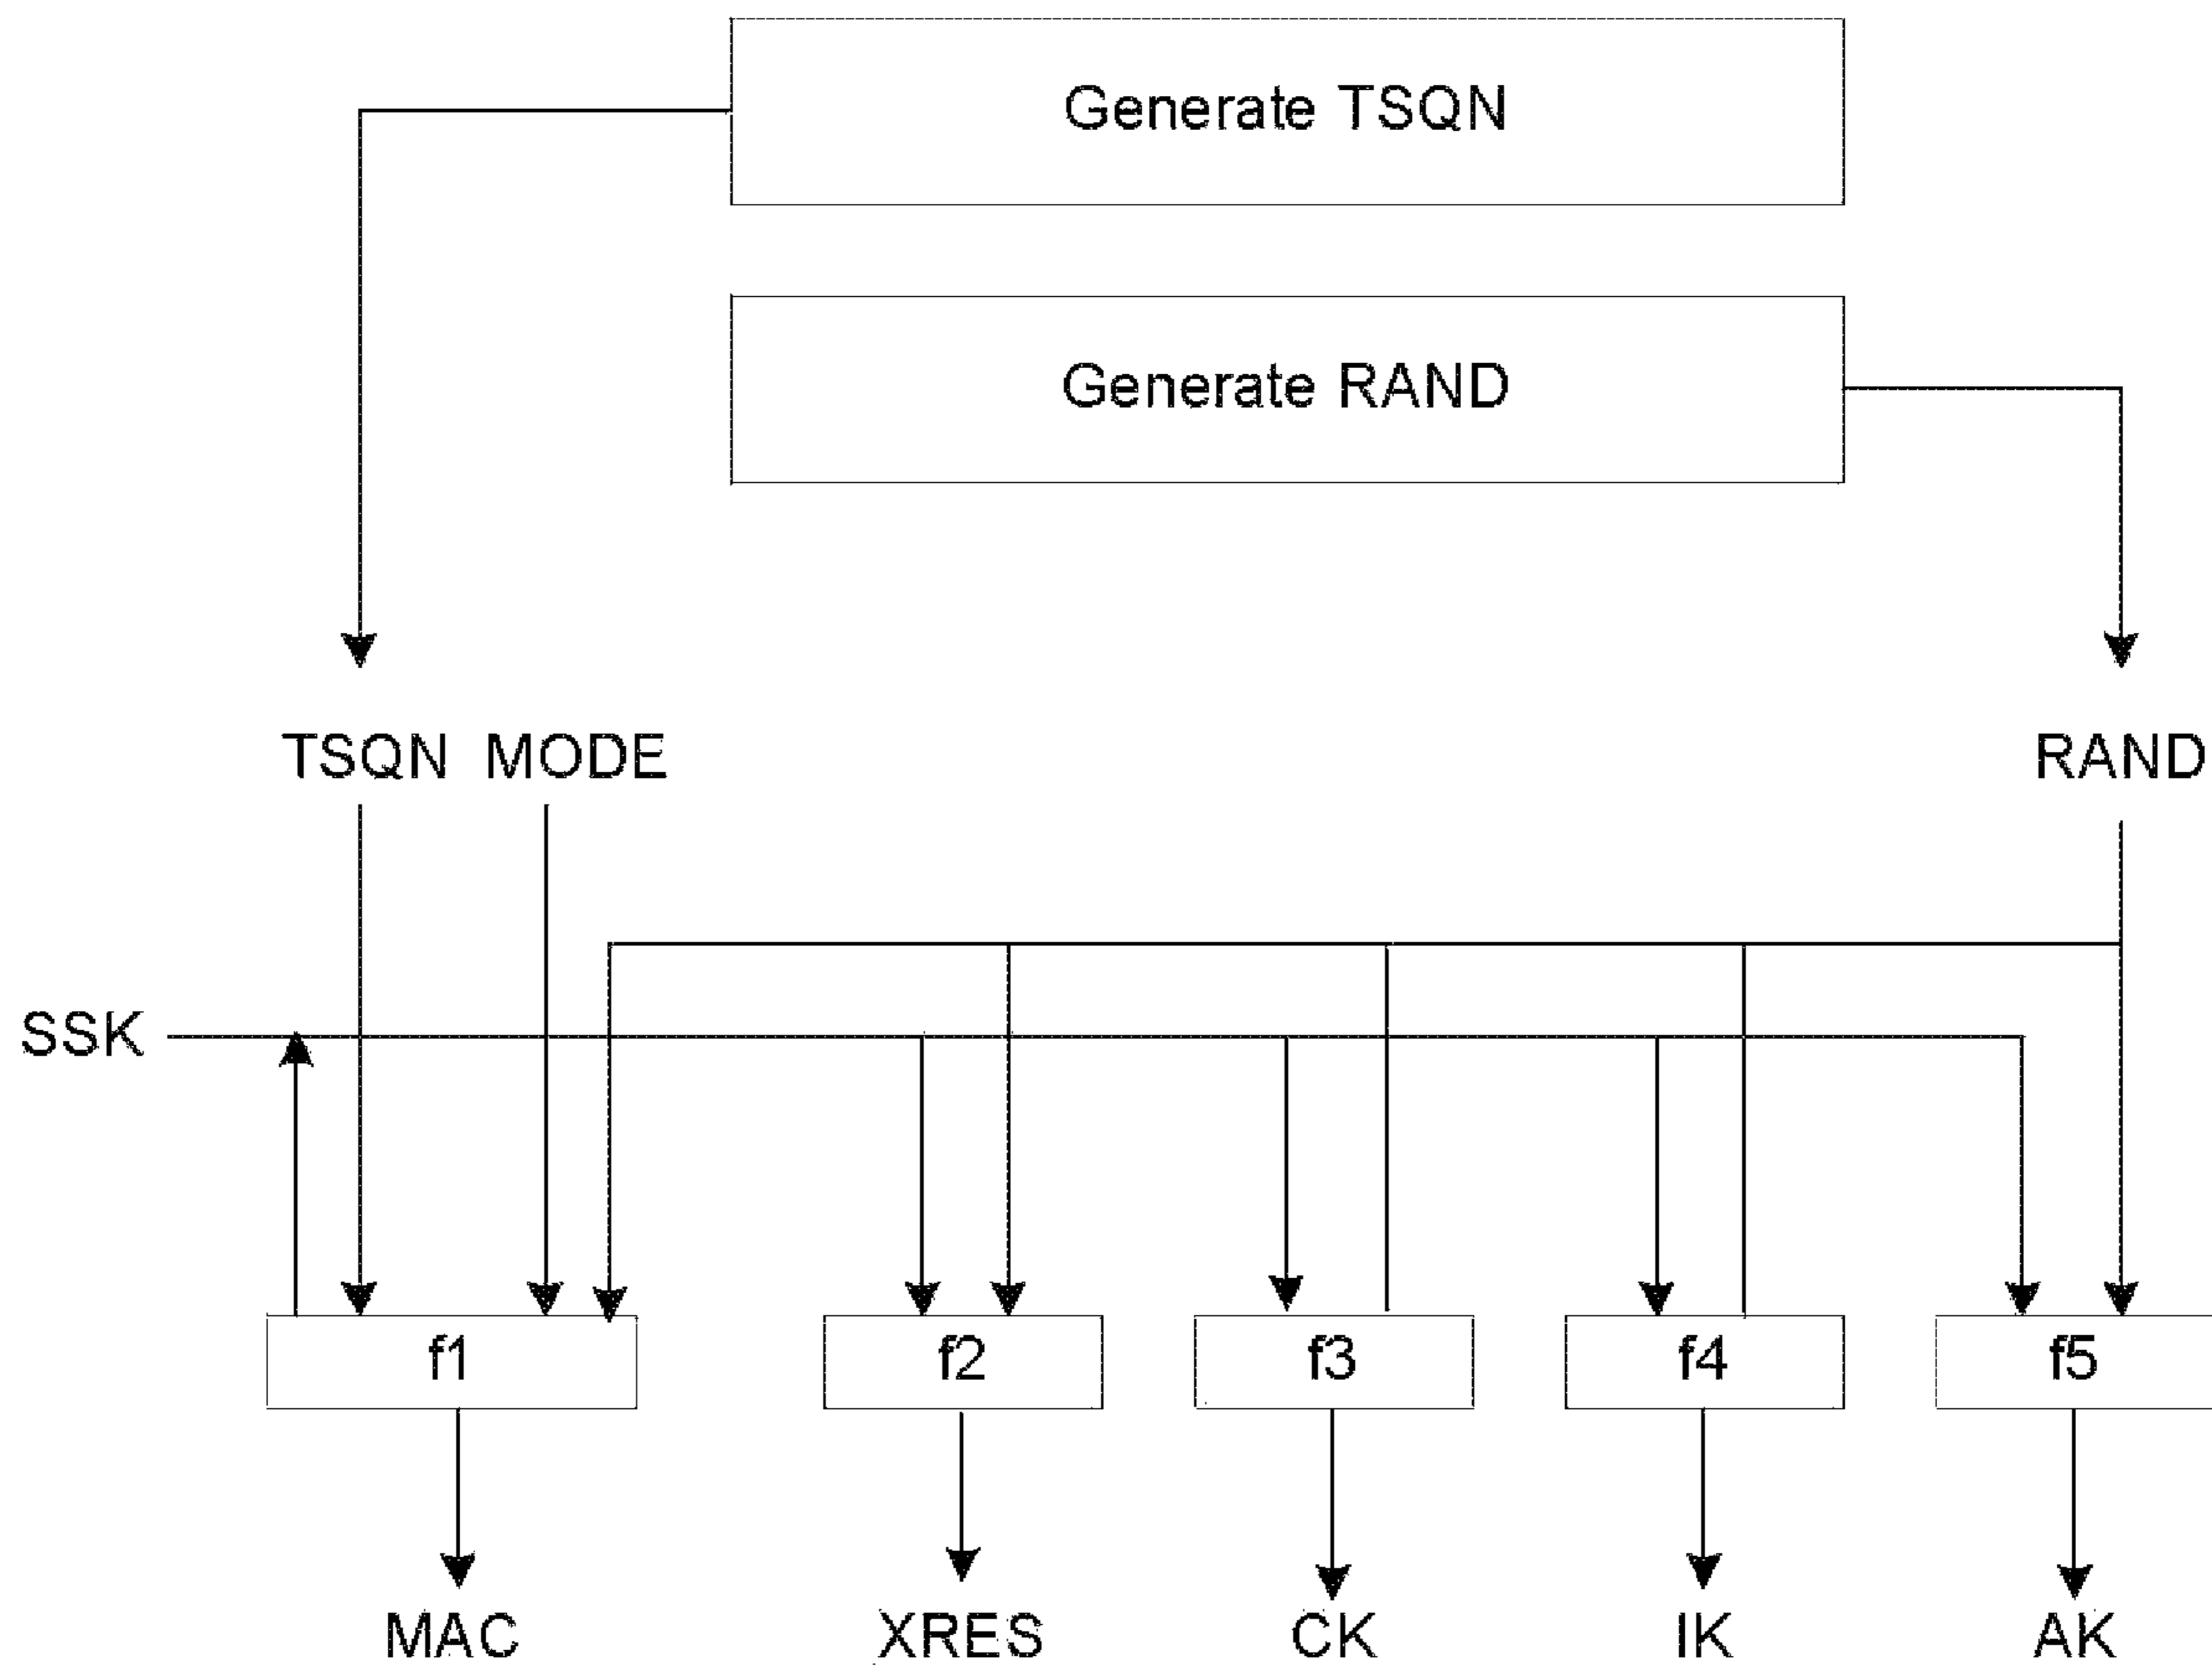 Generate TSQN
Generate RAND
TSQN MODE RAND
SSK
f1 f2 f3 f4 f5
MAC XRES CK IK AK